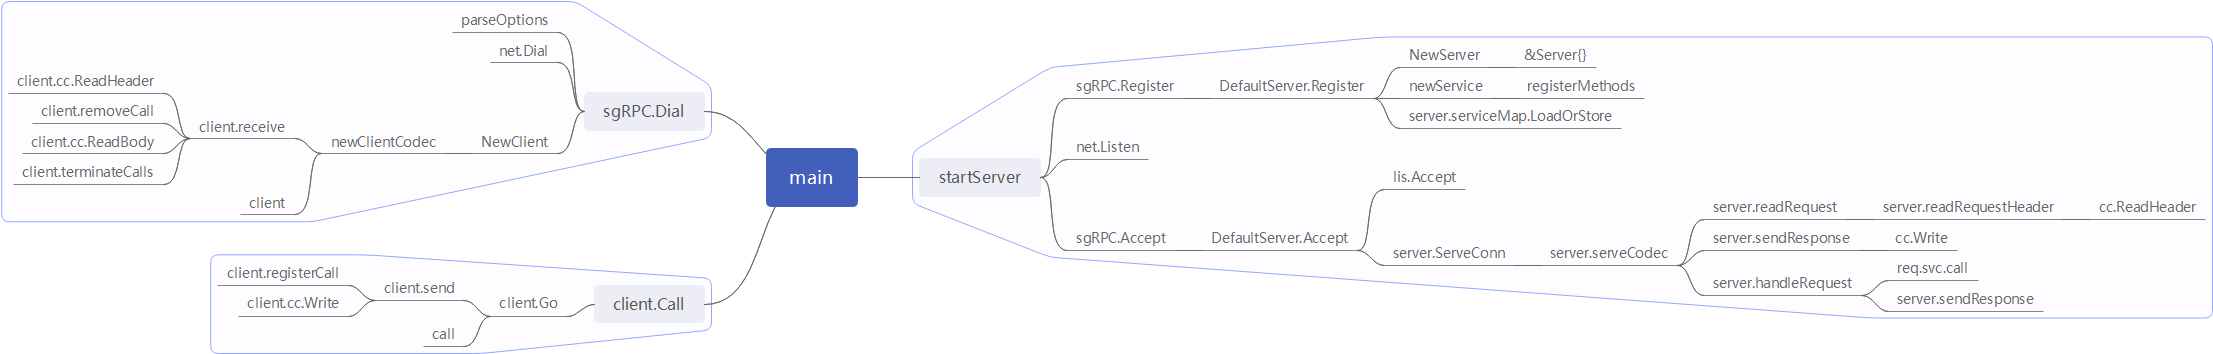 parseOptions
net.Dial
client.cc.ReadHeader
client.removeCall
client.receive
client.cc.ReadBody
client.terminateCalls
newClientCodec
NewClient
client
sgRPC.Dial
main
client.registerCall
client.cc.Write
client.send
client.Go
call
client.Call
startServer
sgRPC.Register
DefaultServer.Register
NewServer
&Server{}
newService
registerMethods
server.serviceMap.LoadOrStore
net.Listen
sgRPC.Accept
DefaultServer.Accept
lis.Accept
server.ServeConn
server.serveCodec
server.readRequest
server.readRequestHeader
cc.ReadHeader
server.sendResponse
cc.Write
server.handleRequest
req.svc.call
server.sendResponse